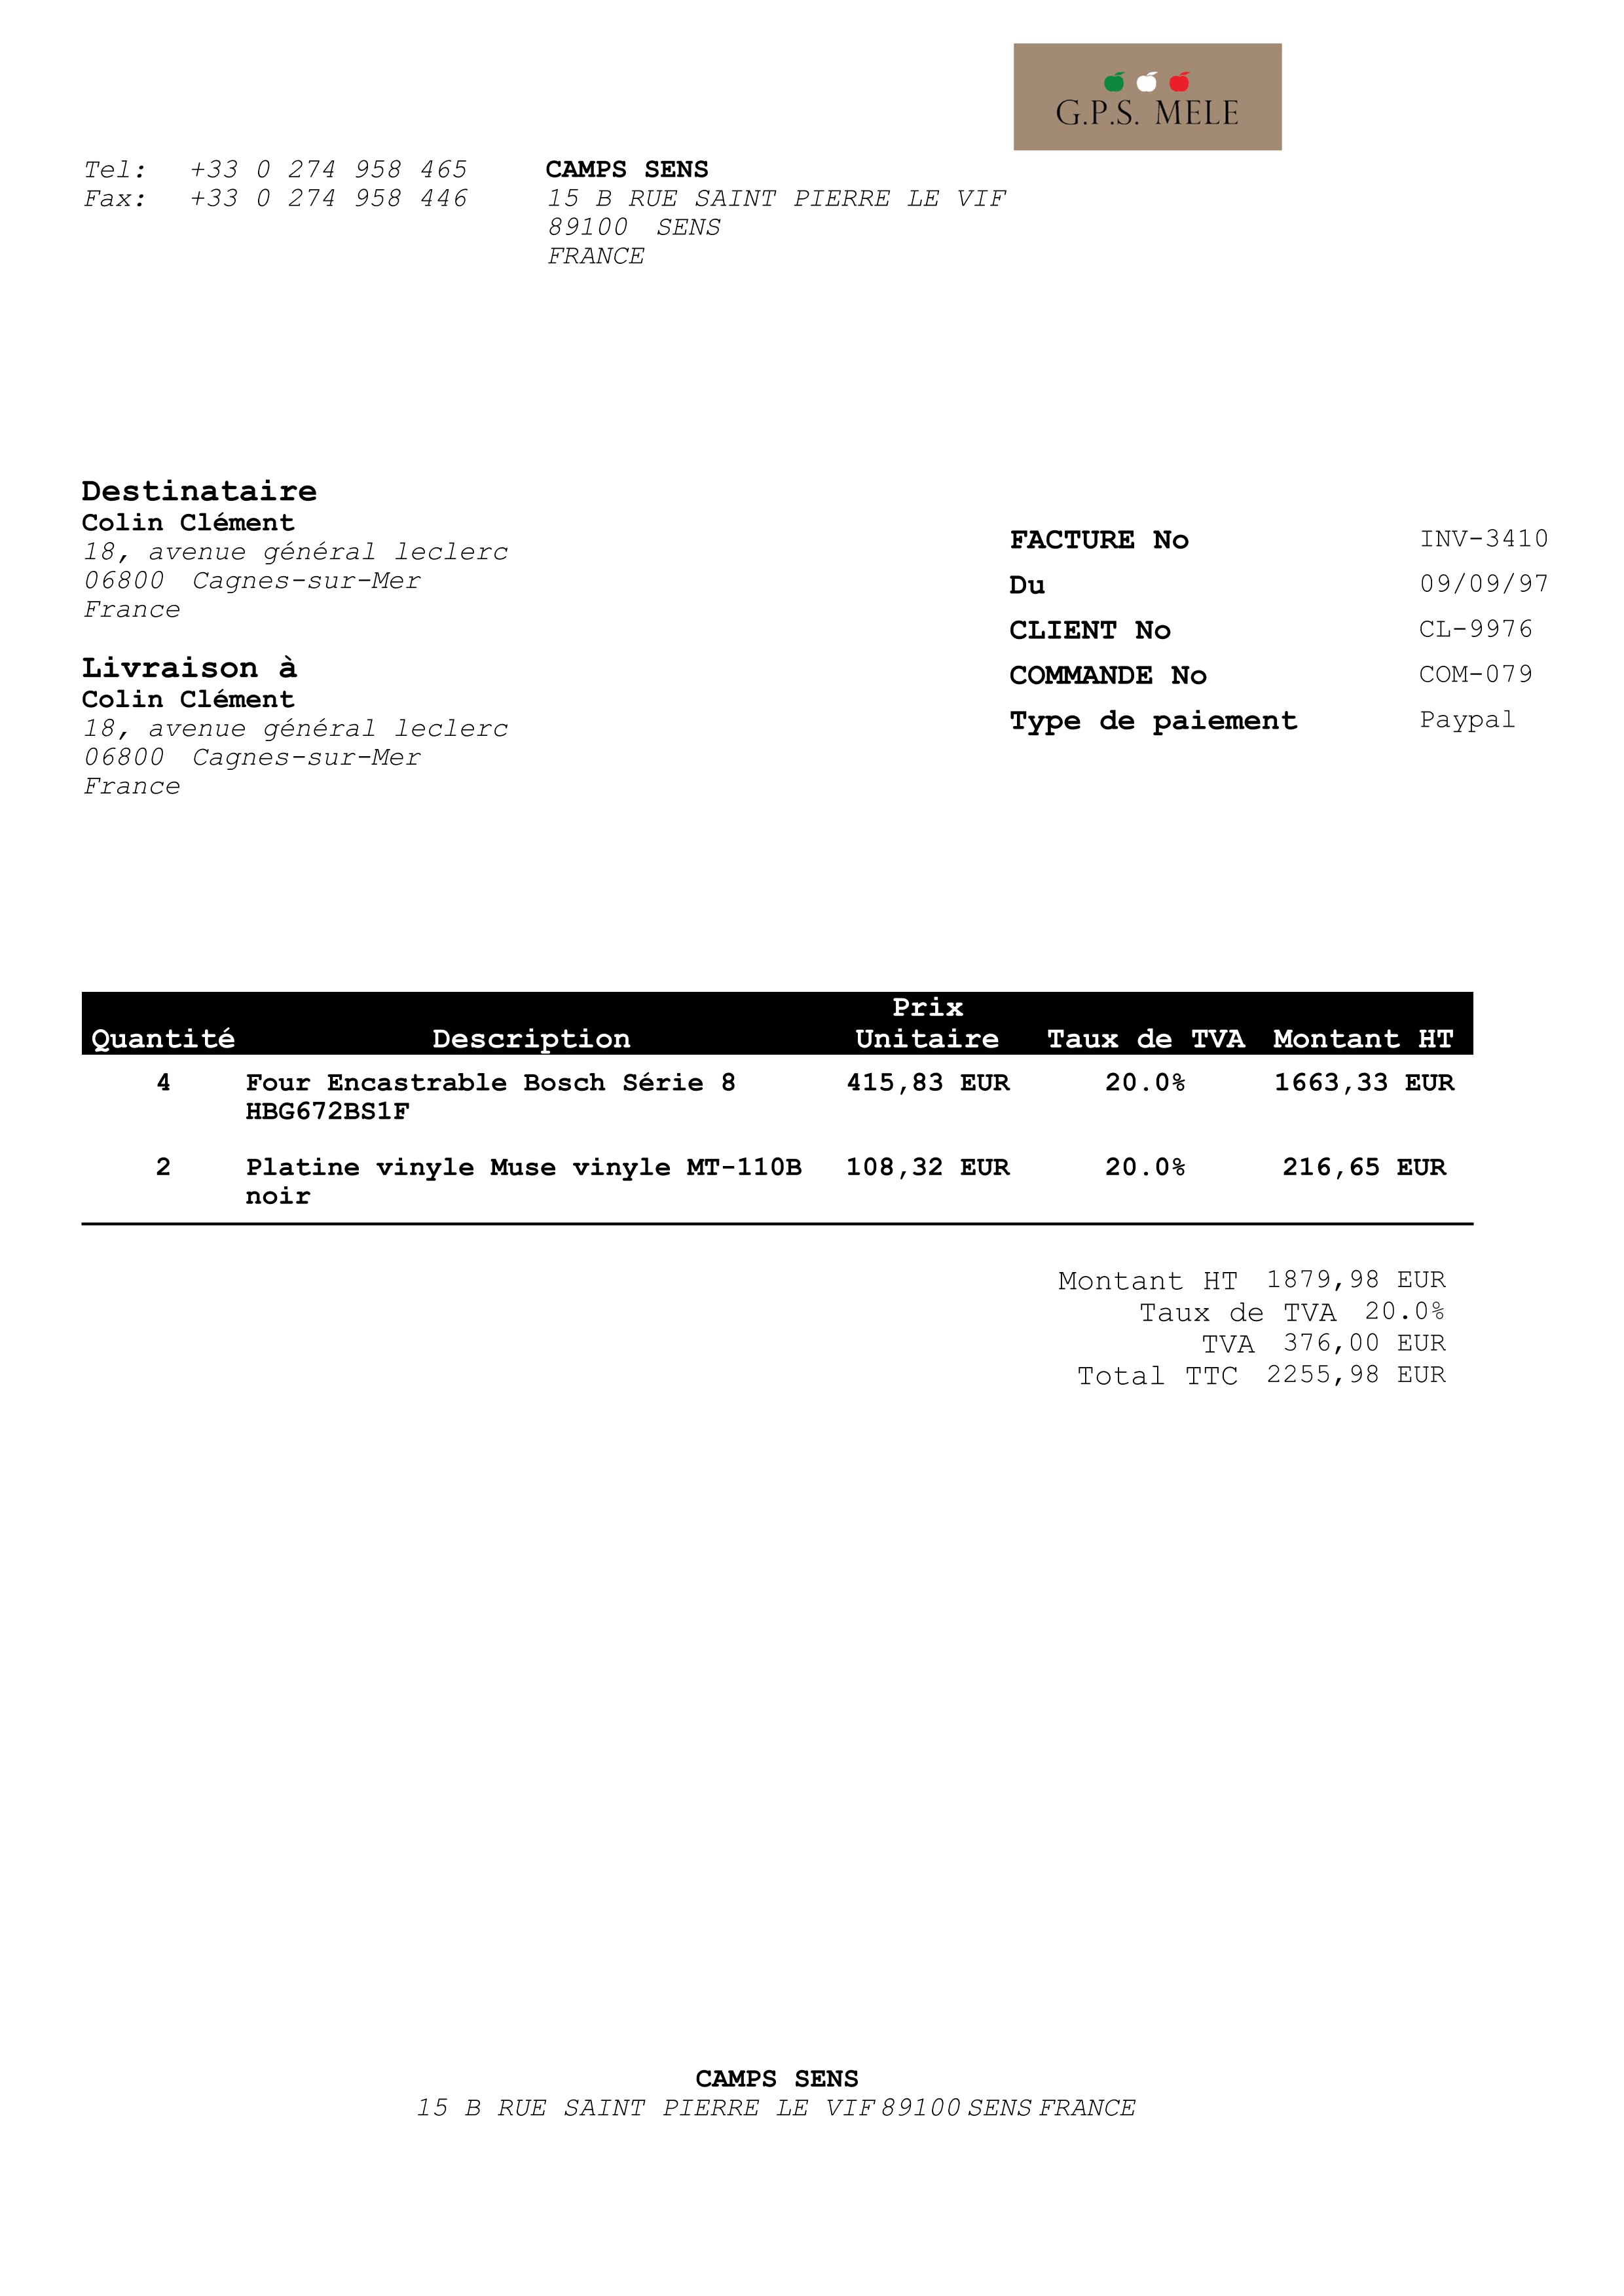 G.P.S. MELE
Tel: +33 0 274 958 465
Fax: +33 0 274 958 446
CAMPS SENS
15 B RUE SAINT PIERRE LE VIF
89100 SENS
FRANCE
Destinataire
Colin Clément
18, avenue général leclerc
06800 Cagnes-sur-Mer
France
Livraison à
Colin Clément
18, avenue général leclerc
06800 Cagnes-sur-Mer
France
FACTURE No INV-3410
Du 09/09/97
CLIENT No CL-9976
COMMANDE No COM-079
Type de paiement Paypal
Prix
Quantité Description Unitaire Taux de TVA Montant HT
4 Four Encastrable Bosch Série 8 415,83 EUR 20.0% 1663,33 EUR
HBG672BS1F
2 Platine vinyle Muse vinyle MT-110B 108,32 EUR 20.0% 216,65 EUR
noir
Montant HT 1879,98 EUR
Taux de TVA 20.0%
TVA 376,00 EUR
Total TTC 2255,98 EUR
CAMPS SENS
15 B RUE SAINT PIERRE LE VIF 89100 SENS FRANCE